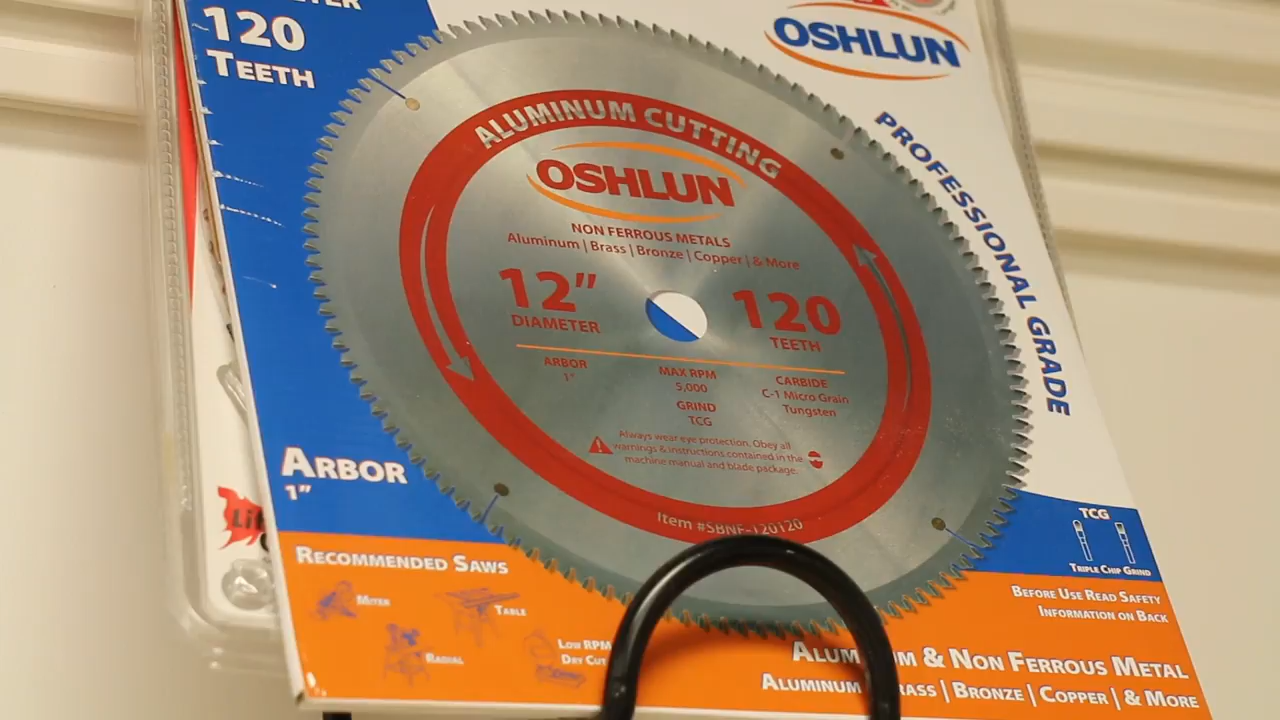 120
TEETH
OSHLUN
PROFESSIONAL GRADE
ALUMINUM CUTTING
OSHLUN
NON FERROUS METALS
Aluminum | Brass | Bronze | Copper | & More
12"
DIAMETER
120
TEETH
ARBOR
1"
MAX RPM
5,000
GRIND
TCG
CARBIDE
C-1 Micro Grain
Tungsten
Always wear eye protection. Obey all
warnings & instructions contained in the
machine manual and blade package.
Item #SBNF-120120
ARBOR
1"
TCG
TRIPLE CHIP GRIND
RECOMMENDED SAWS
MITER
TABLE
RADIAL
LOW RPM
DRY CUT
BEFORE USE READ SAFETY
INFORMATION ON BACK
& NON FERROUS METAL
ALUMINUM | BRONZE | COPPER | & MORE